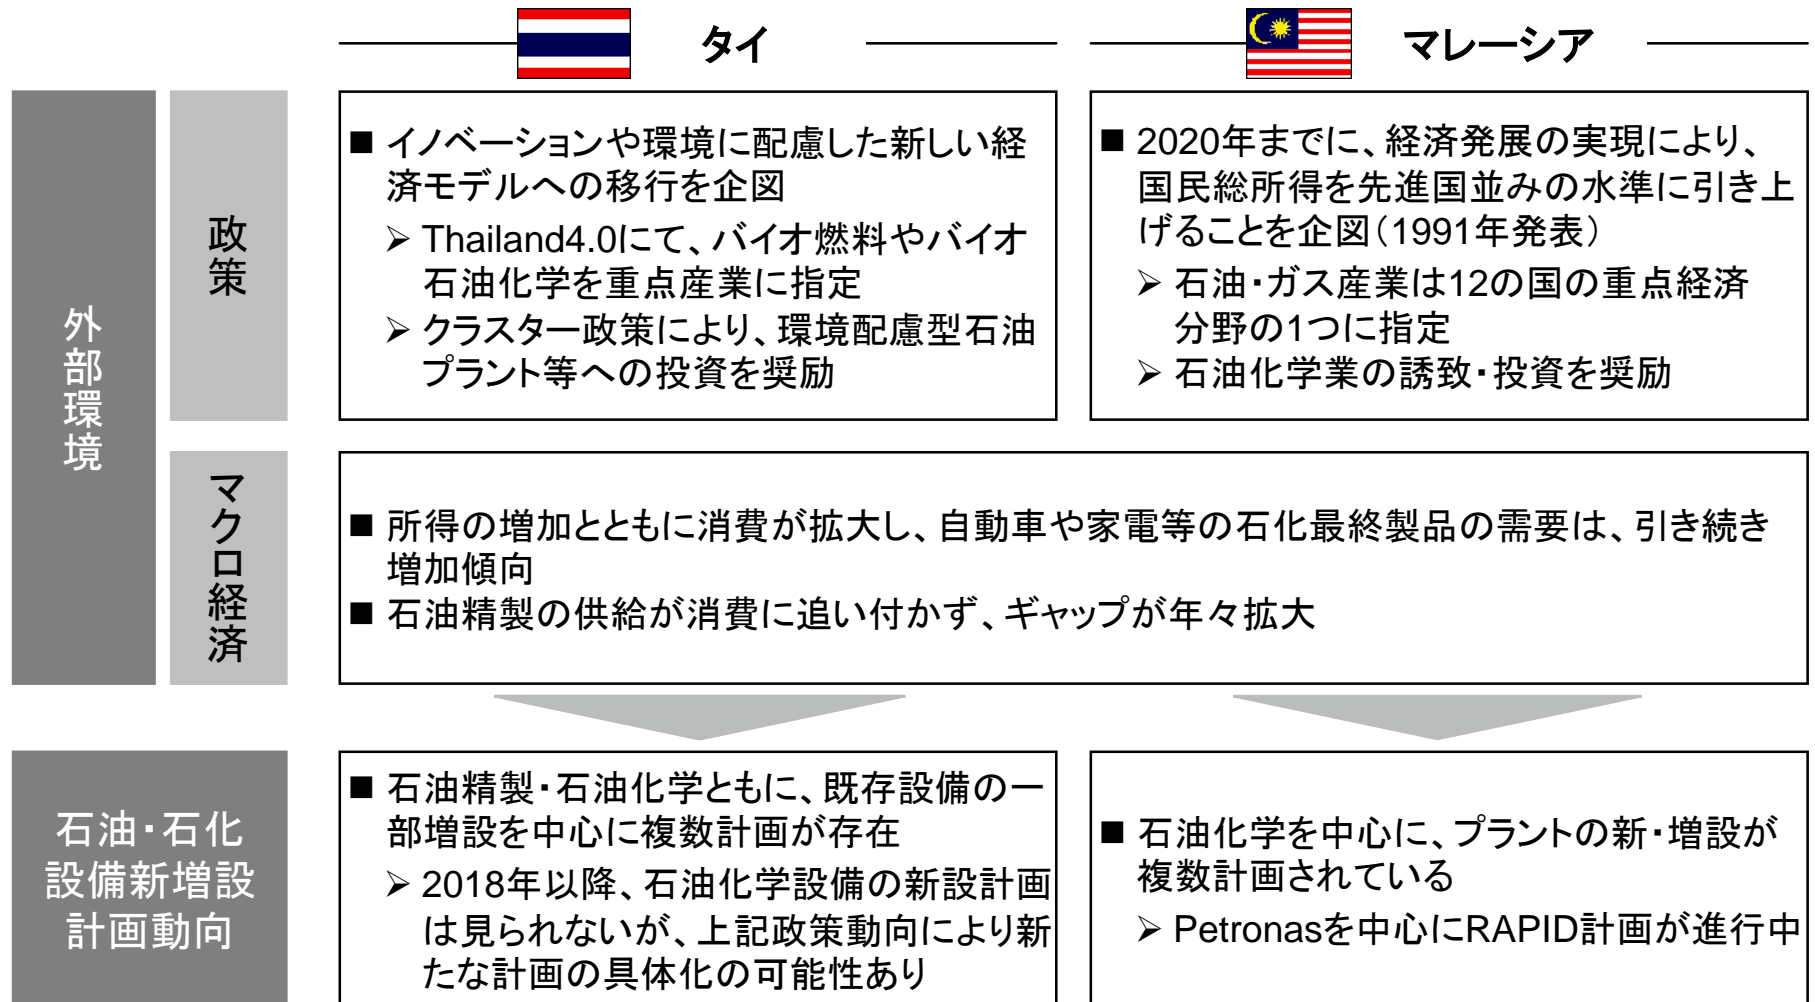 タイ
マレーシア
外部環境
政策
■ イノベーションや環境に配慮した新しい経
済モデルへの移行を企図
➢ Thailand4.0にて、バイオ燃料やバイオ
石油化学を重点産業に指定
➢ クラスター政策により、環境配慮型石油
プラント等への投資を奨励
■ 2020年までに、経済発展の実現により、
国民総所得を先進国並みの水準に引き上
げることを企図（1991年発表）
➢ 石油・ガス産業は12の国の重点経済
分野の1つに指定
➢ 石油化学業の誘致・投資を奨励
マクロ経済
■ 所得の増加とともに消費が拡大し、自動車や家電等の石化最終製品の需要は、引き続き
増加傾向
■ 石油精製の供給が消費に追い付かず、ギャップが年々拡大
石油・石化
設備新増設
計画動向
■ 石油精製・石油化学ともに、既存設備の一
部増設を中心に複数計画が存在
➢ 2018年以降、石油化学設備の新設計画
は見られないが、上記政策動向により新
たな計画の具体化の可能性あり
■ 石油化学を中心に、プラントの新・増設が
複数計画されている
➢ Petronasを中心にRAPID計画が進行中